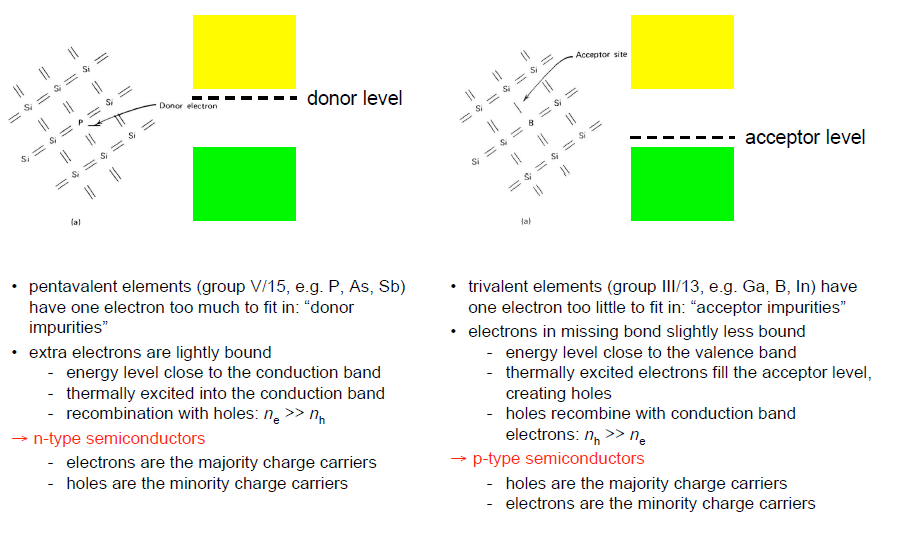 Si
Si
Si
Si
P
Donor electron
Si
Si
Si
Si
(a)
donor level
Acceptor site
Si
Si
Si
Si
B
Si
Si
Si
Si
Si
(a)
acceptor level
• pentavalent elements (group V/15, e.g. P, As, Sb)
have one electron too much to fit in: “donor
impurities”
• extra electrons are lightly bound
- energy level close to the conduction band
- thermally excited into the conduction band
- recombination with holes: ne >> nh
→ n-type semiconductors
- electrons are the majority charge carriers
- holes are the minority charge carriers
• trivalent elements (group III/13, e.g. Ga, B, In) have
one electron too little to fit in: “acceptor impurities”
• electrons in missing bond slightly less bound
- energy level close to the valence band
- thermally excited electrons fill the acceptor level,
creating holes
- holes recombine with conduction band
electrons: nh >> ne
→ p-type semiconductors
- holes are the majority charge carriers
- electrons are the minority charge carriers